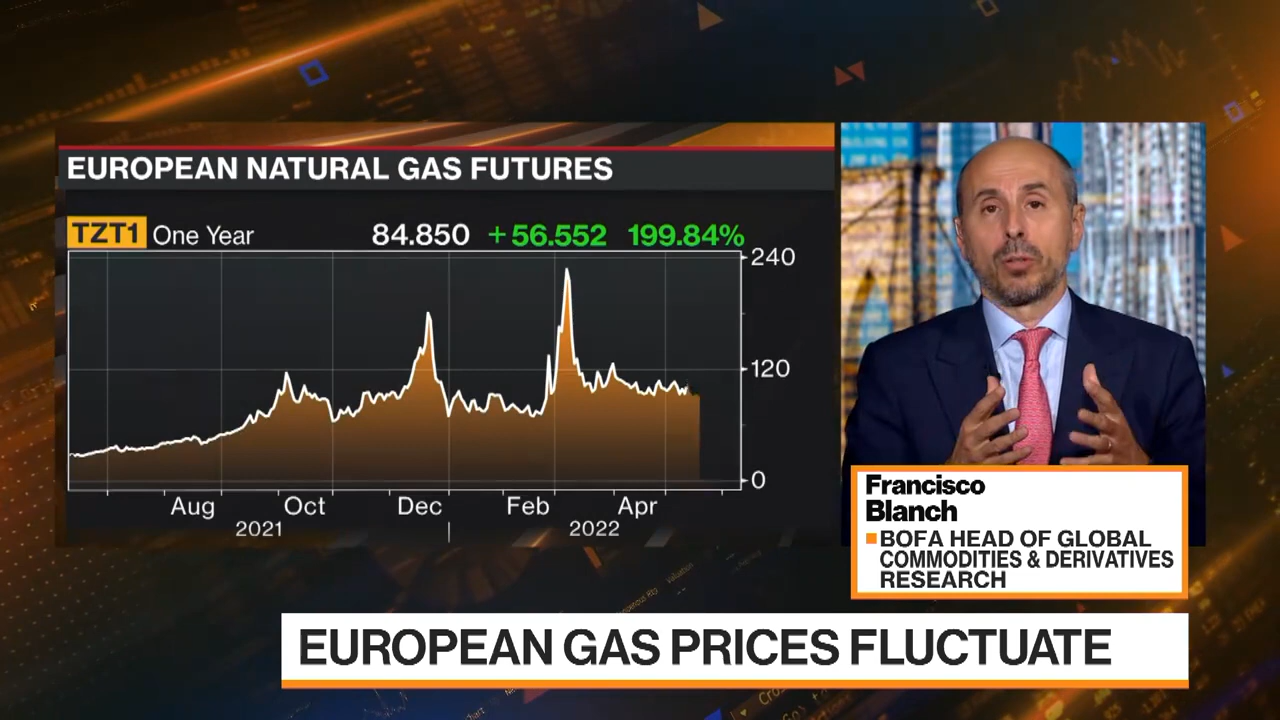 EUROPEAN NATURAL GAS FUTURES
TZT1 One Year 84.850 +56.552 199.84%
240
120
0
Aug Oct Dec Feb Apr
2021 2022
Francisco
Blanch
BOFA HEAD OF GLOBAL
COMMODITIES & DERIVATIVES
RESEARCH
EUROPEAN GAS PRICES FLUCTUATE